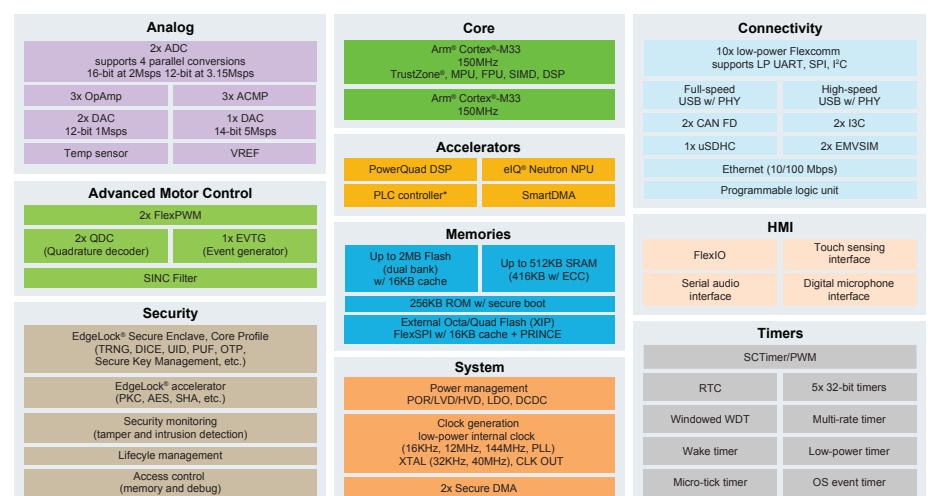 Analog
2x ADC
supports 4 parallel conversions
16-bit at 2Msps 12-bit at 3.15Msps
3x OpAmp
3x ACMP
2x DAC
12-bit 1Msps
1x DAC
14-bit 5Msps
Temp sensor
VREF
Advanced Motor Control
2x FlexPWM
2x QDC
(Quadrature decoder)
1x EVTG
(Event generator)
SINC Filter
Security
EdgeLock® Secure Enclave, Core Profile
(TRNG, DICE, UID, PUF, OTP,
Secure Key Management, etc.)
EdgeLock® accelerator
(PKC, AES, SHA, etc.)
Security monitoring
(tamper and intrusion detection)
Lifecyle management
Access control
(memory and debug)
Core
Arm® Cortex®-M33
150MHz
TrustZone®, MPU, FPU, SIMD, DSP
Arm® Cortex®-M33
150MHz
Accelerators
PowerQuad DSP
eIQ® Neutron NPU
PLC controller*
SmartDMA
Memories
Up to 2MB Flash
(dual bank)
w/ 16KB cache
Up to 512KB SRAM
(416KB w/ ECC)
256KB ROM w/ secure boot
External Octa/Quad Flash (XIP)
FlexSPI w/ 16KB cache + PRINCE
System
Power management
POR/LVD/HVD, LDO, DCDC
Clock generation
low-power internal clock
(16KHz, 12MHz, 144MHz, PLL)
XTAL (32KHz, 40MHz), CLK OUT
2x Secure DMA
Connectivity
10x low-power Flexcomm
supports LP UART, SPI, I²C
Full-speed
USB w/ PHY
High-speed
USB w/ PHY
2x CAN FD
2x I3C
1x uSDHC
2x EMVSIM
Ethernet (10/100 Mbps)
Programmable logic unit
HMI
FlexIO
Touch sensing
interface
Serial audio
interface
Digital microphone
interface
Timers
SCTimer/PWM
RTC
5x 32-bit timers
Windowed WDT
Multi-rate timer
Wake timer
Low-power timer
Micro-tick timer
OS event timer